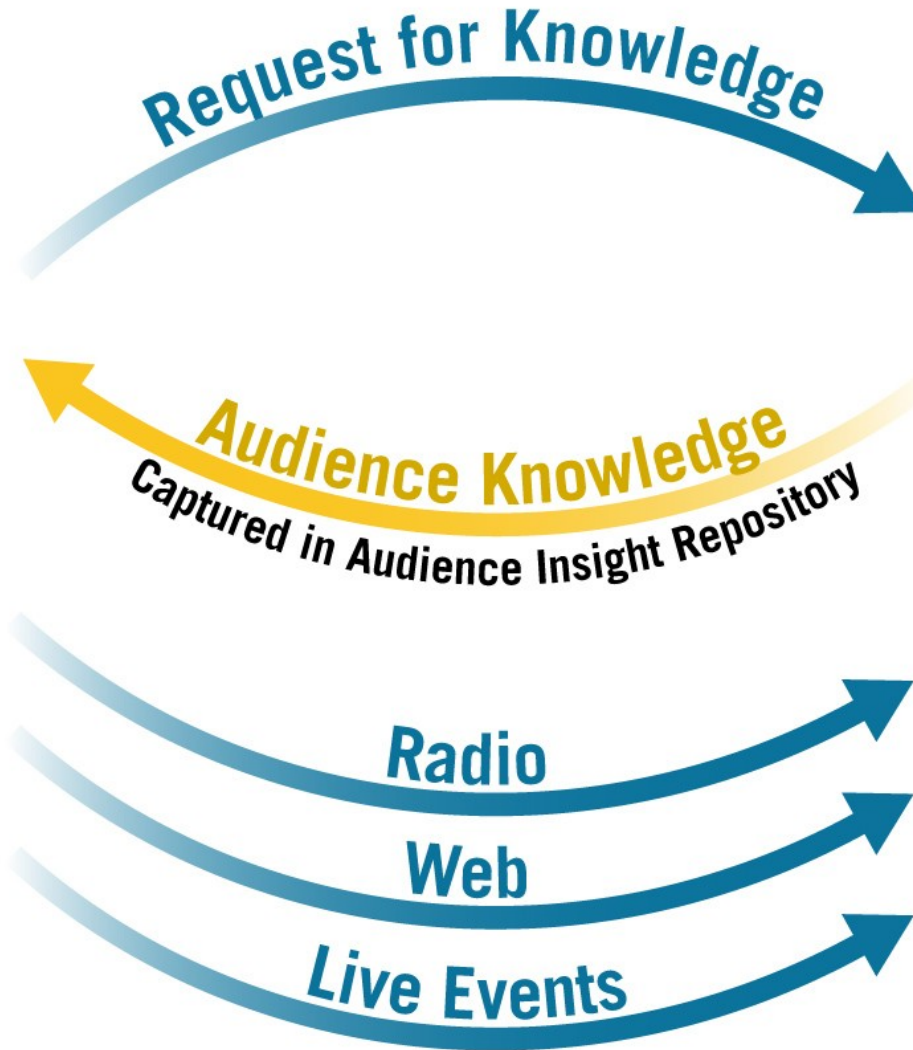 Request for Knowledge
Audience Knowledge
Captured in Audience Insight Repository
Radio
Web
Live Events